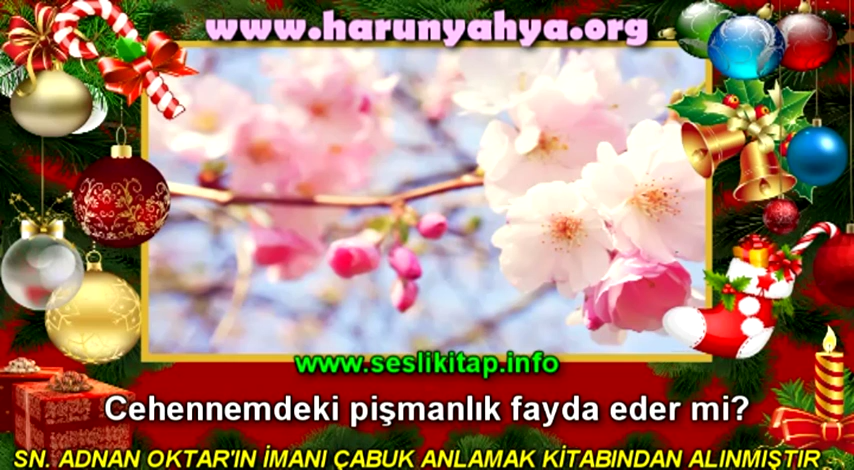 www.harunyahya.org
www.seslikitap.info
Cehennemdeki pişmanlık fayda eder mi?
SN. ADNAN OKTAR'IN İMANI ÇABUK ANLAMAK KİTABINDAN ALINMIŞTIR